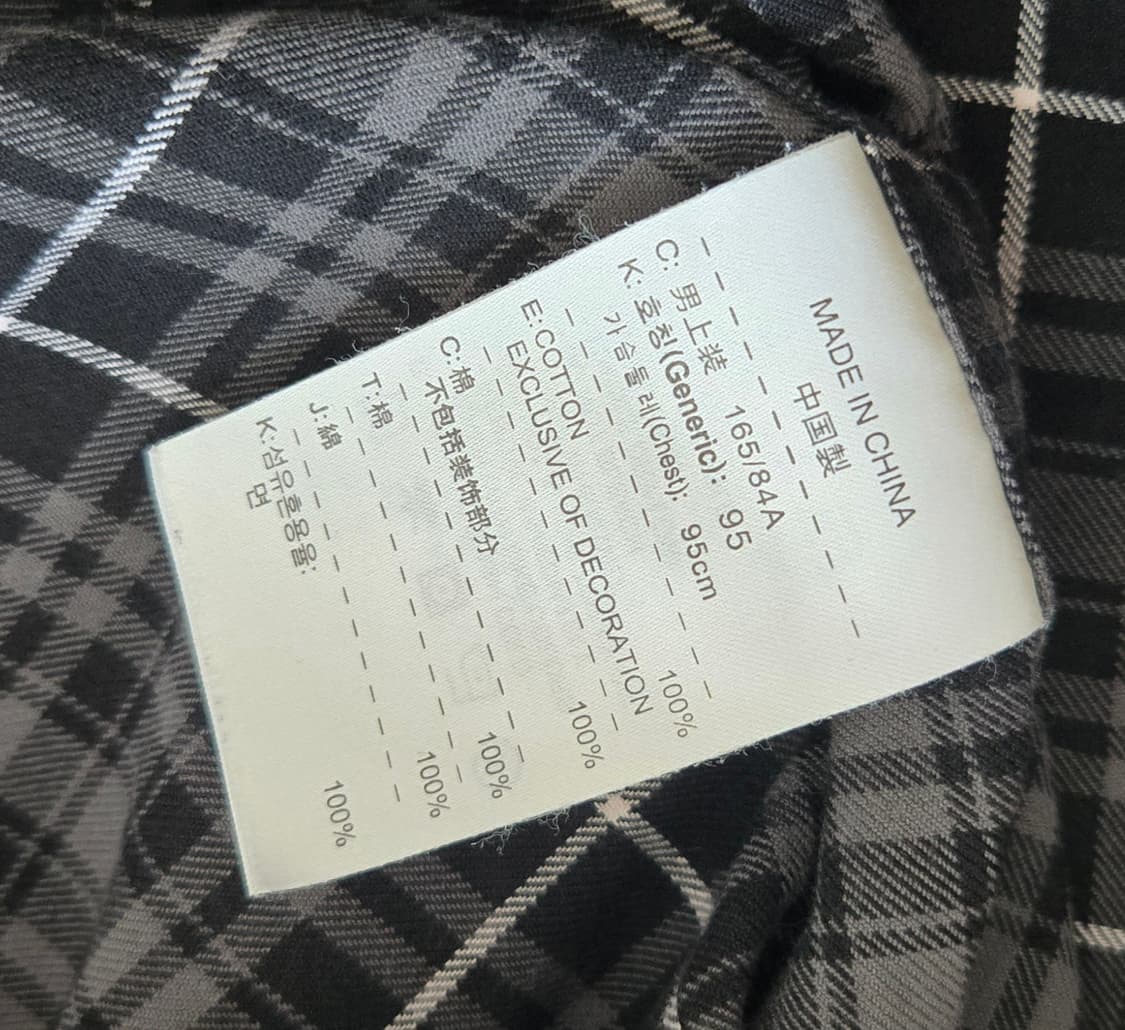 MADE IN CHINA
中国製
C: 男上装 165/84A
K: 호칭(Generic): 95
가슴둘레(Chest): 95cm
E:COTTON 100%
EXCLUSIVE OF DECORATION
C:棉 100%
不包括装饰部分
T:棉 100%
J:綿 100%
K:섬유혼용율:
면 100%